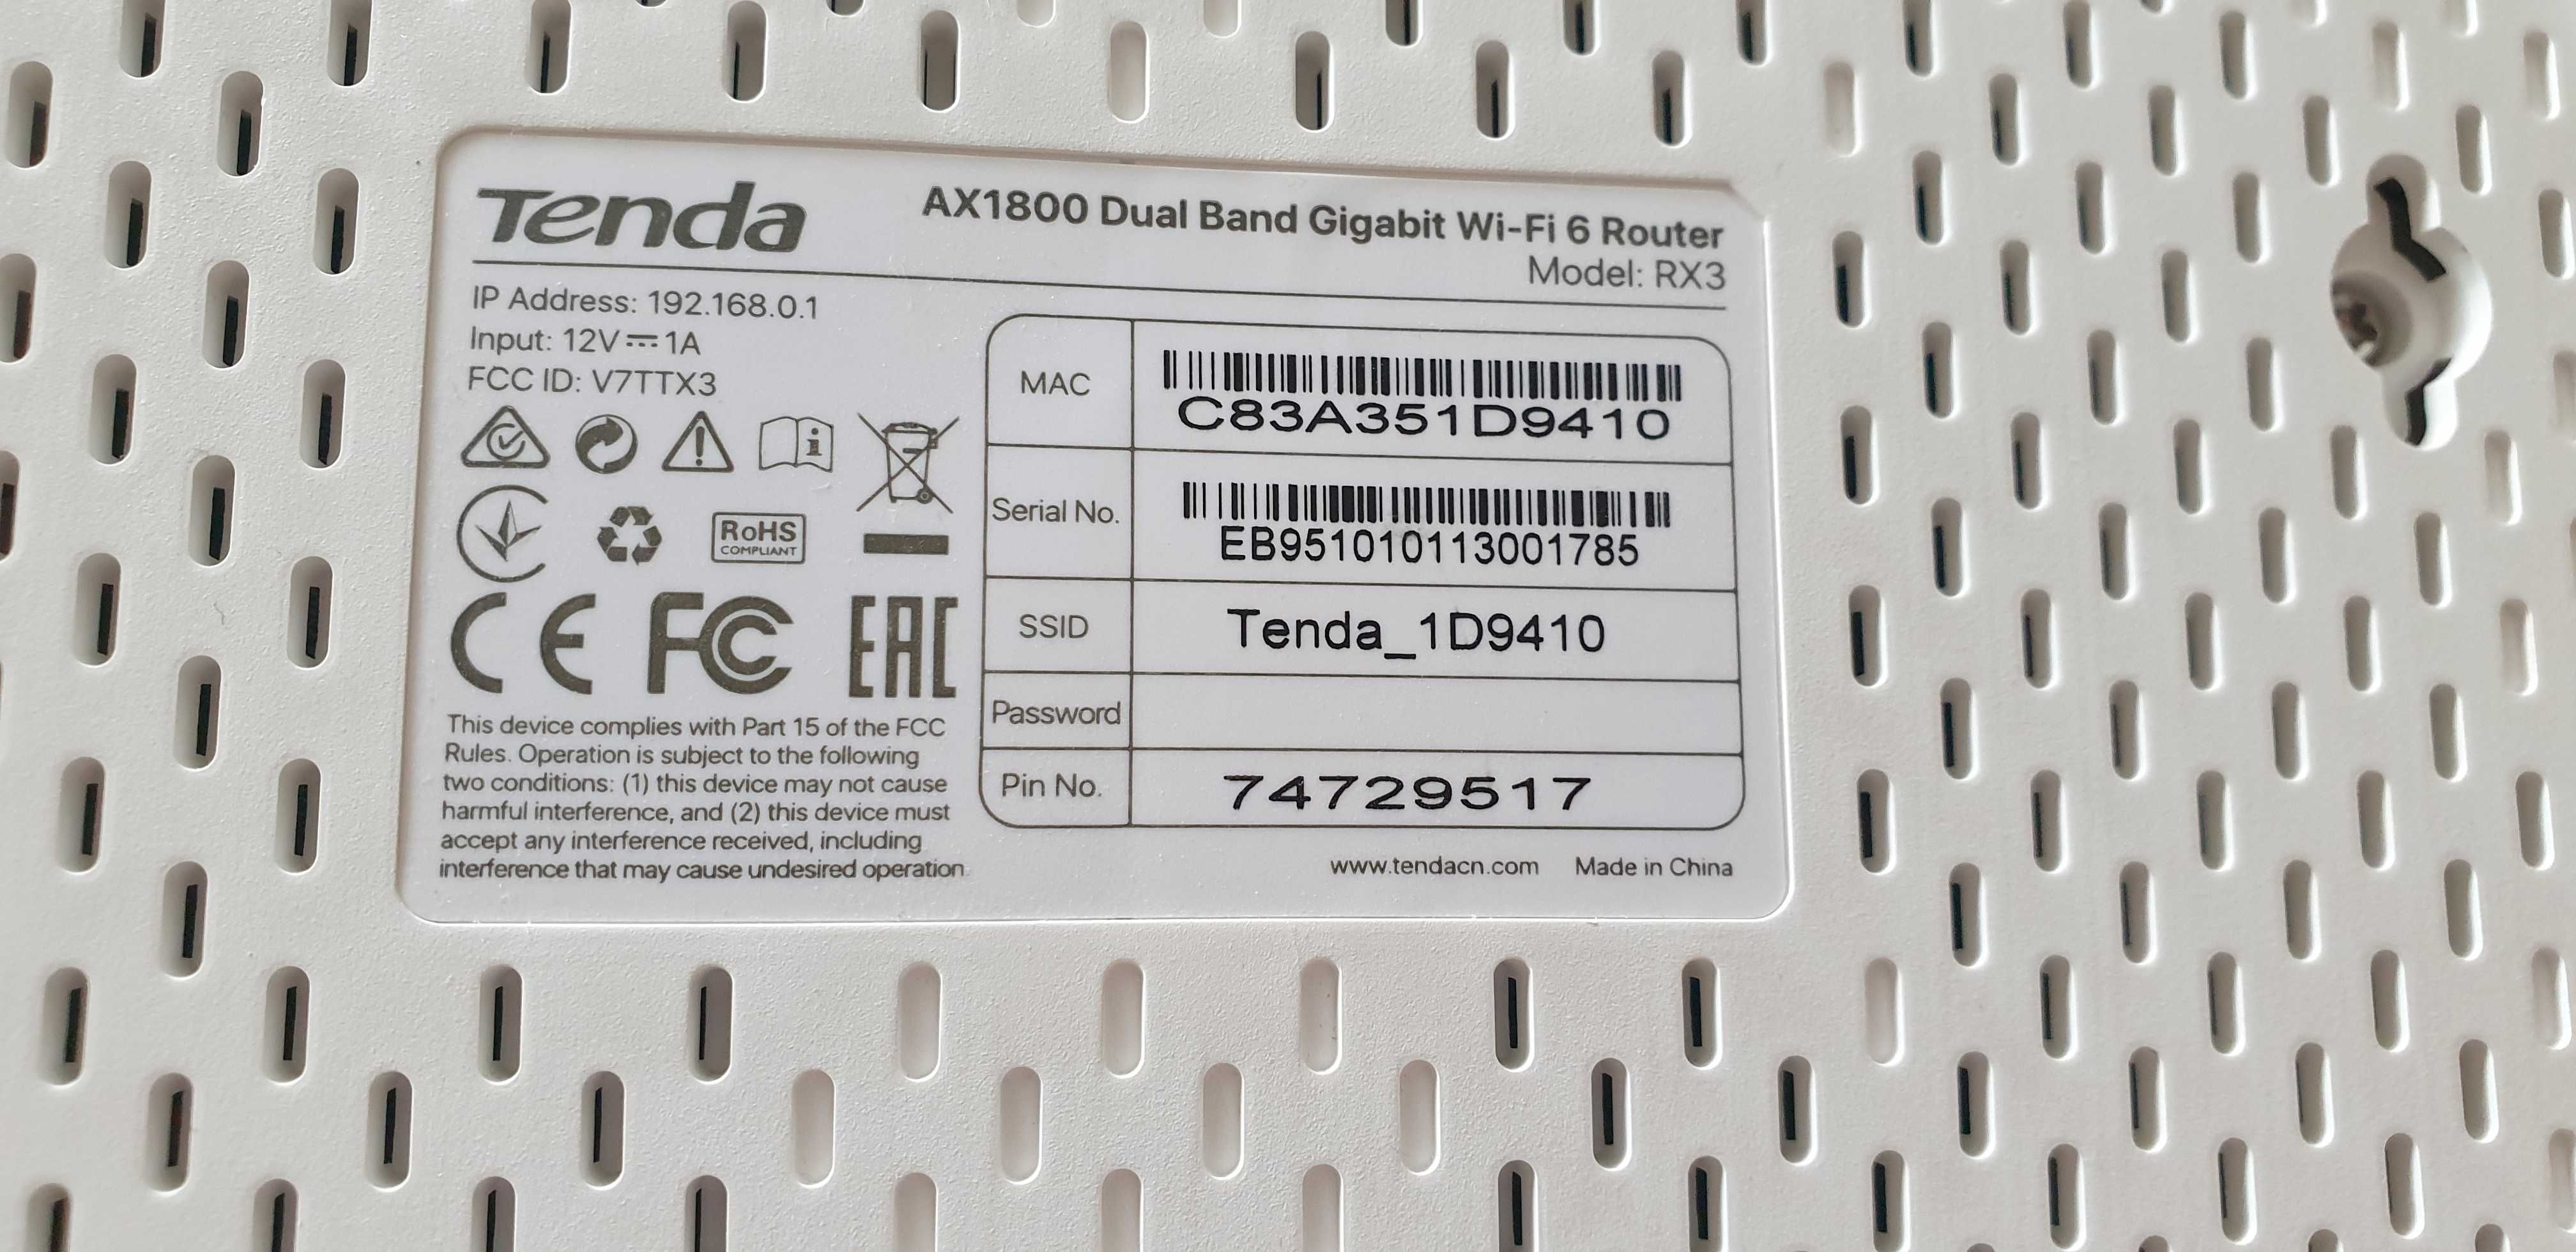 Tenda
AX1800 Dual Band Gigabit Wi-Fi 6 Router
Model: RX3
IP Address: 192.168.0.1
Input: 12V⎓1A
FCC ID: V7TTX3
RoHS
COMPLIANT
CE FC EAC
This device complies with Part 15 of the FCC
Rules. Operation is subject to the following
two conditions: (1) this device may not cause
harmful interference, and (2) this device must
accept any interference received, including
interference that may cause undesired operation
MAC
C83A351D9410
Serial No.
EB951010113001785
SSID
Tenda_1D9410
Password
Pin No.
74729517
www.tendacn.com Made in China